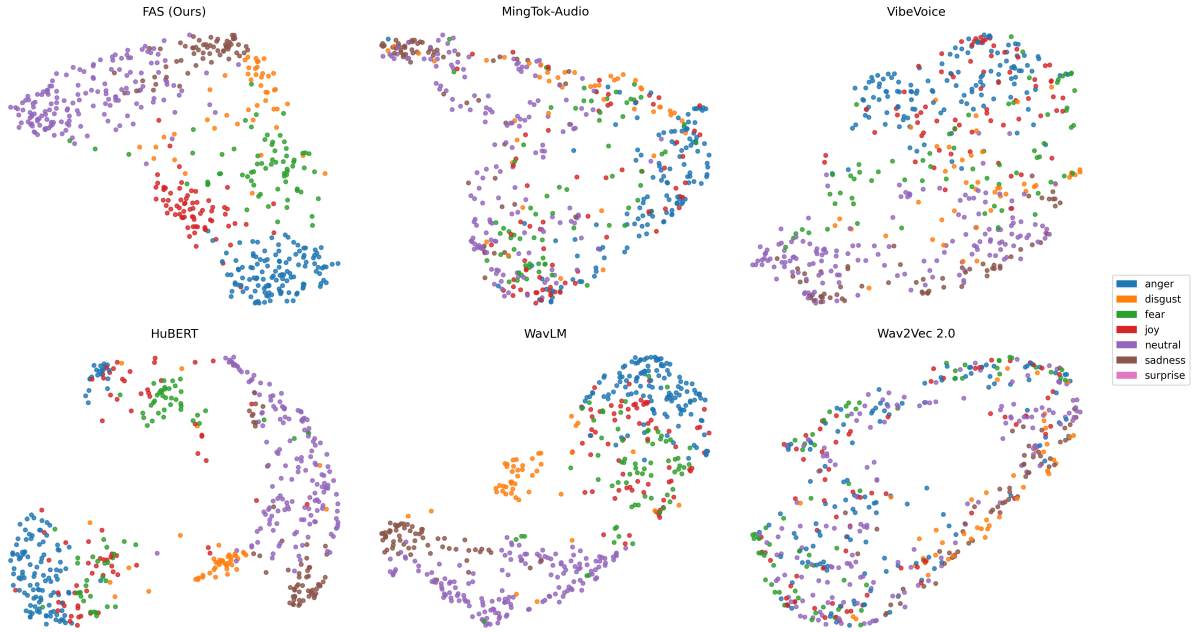 FAS (Ours)
MingTok-Audio
VibeVoice
anger
disgust
fear
joy
neutral
sadness
surprise
HuBERT
WavLM
Wav2Vec 2.0